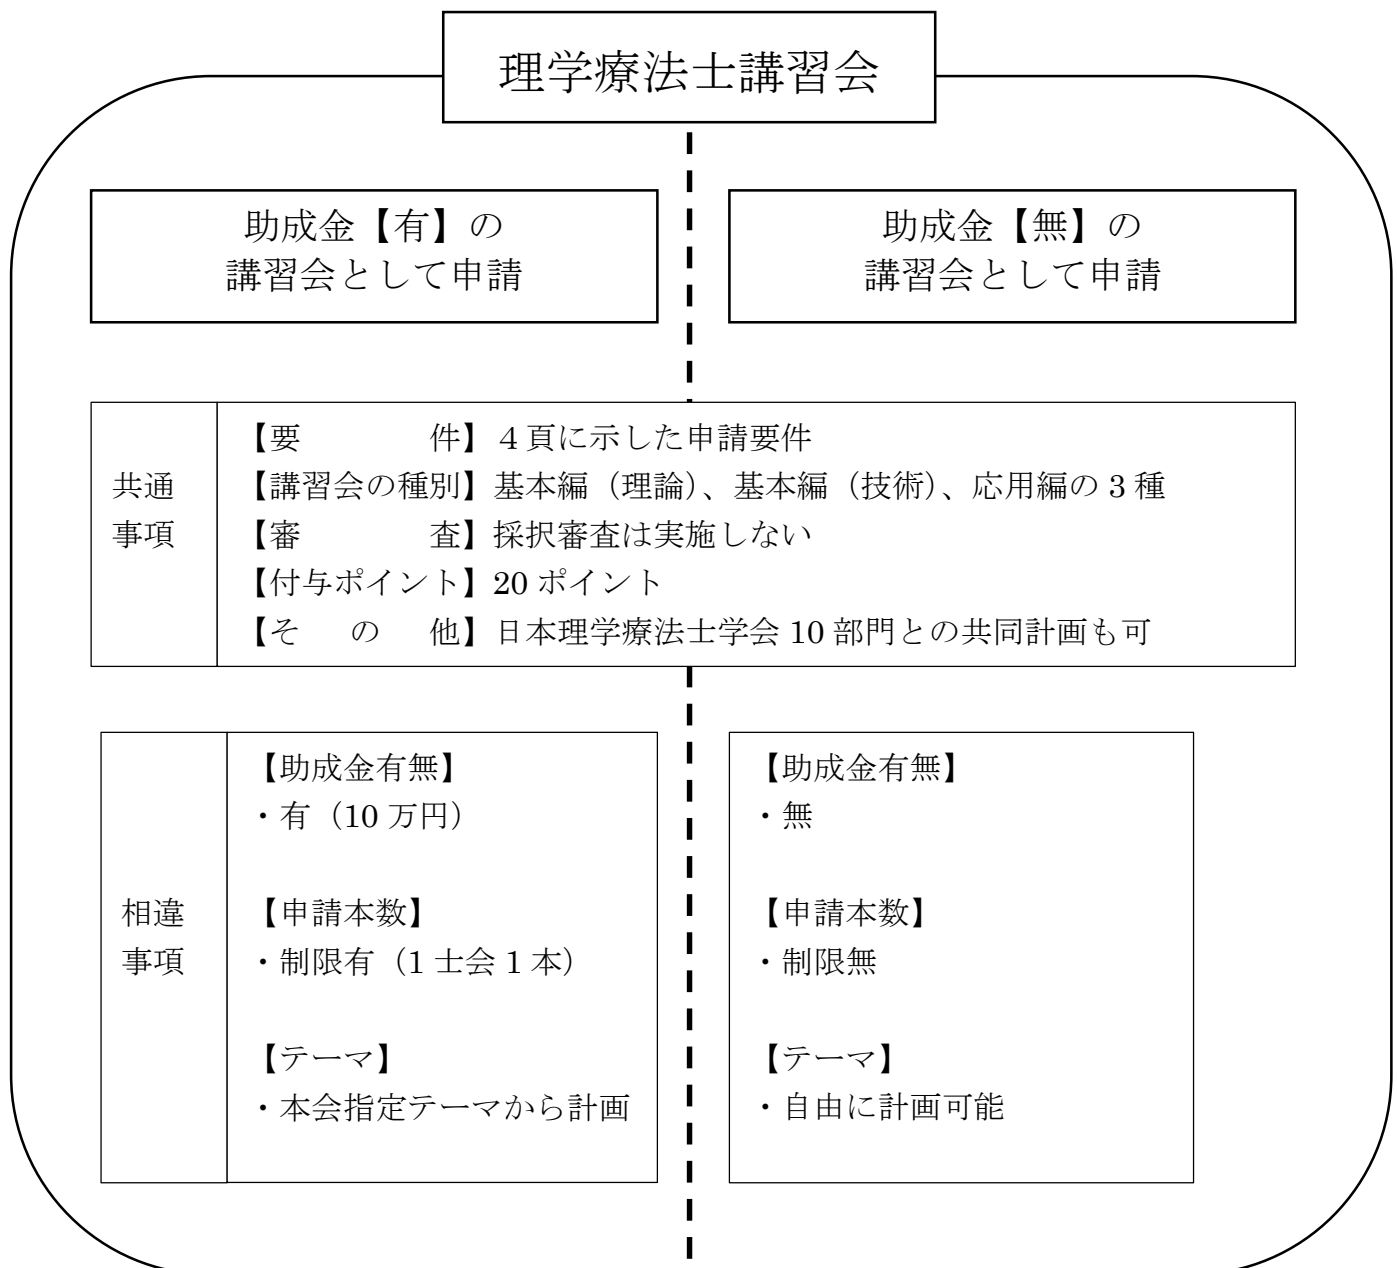 理学療法士講習会
助成金【有】の
講習会として申請
助成金【無】の
講習会として申請
共通
事項
【要　　　　件】４頁に示した申請要件
【講習会の種別】基本編（理論）、基本編（技術）、応用編の 3 種
【審　　　　査】採択審査は実施しない
【付与ポイント】20 ポイント
【そ　の　他】日本理学療法士学会 10 部門との共同計画も可
相違
事項
【助成金有無】
・有（10 万円）
【申請本数】
・制限有（1 士会 1 本）
【テーマ】
・本会指定テーマから計画
【助成金有無】
・無
【申請本数】
・制限無
【テーマ】
・自由に計画可能